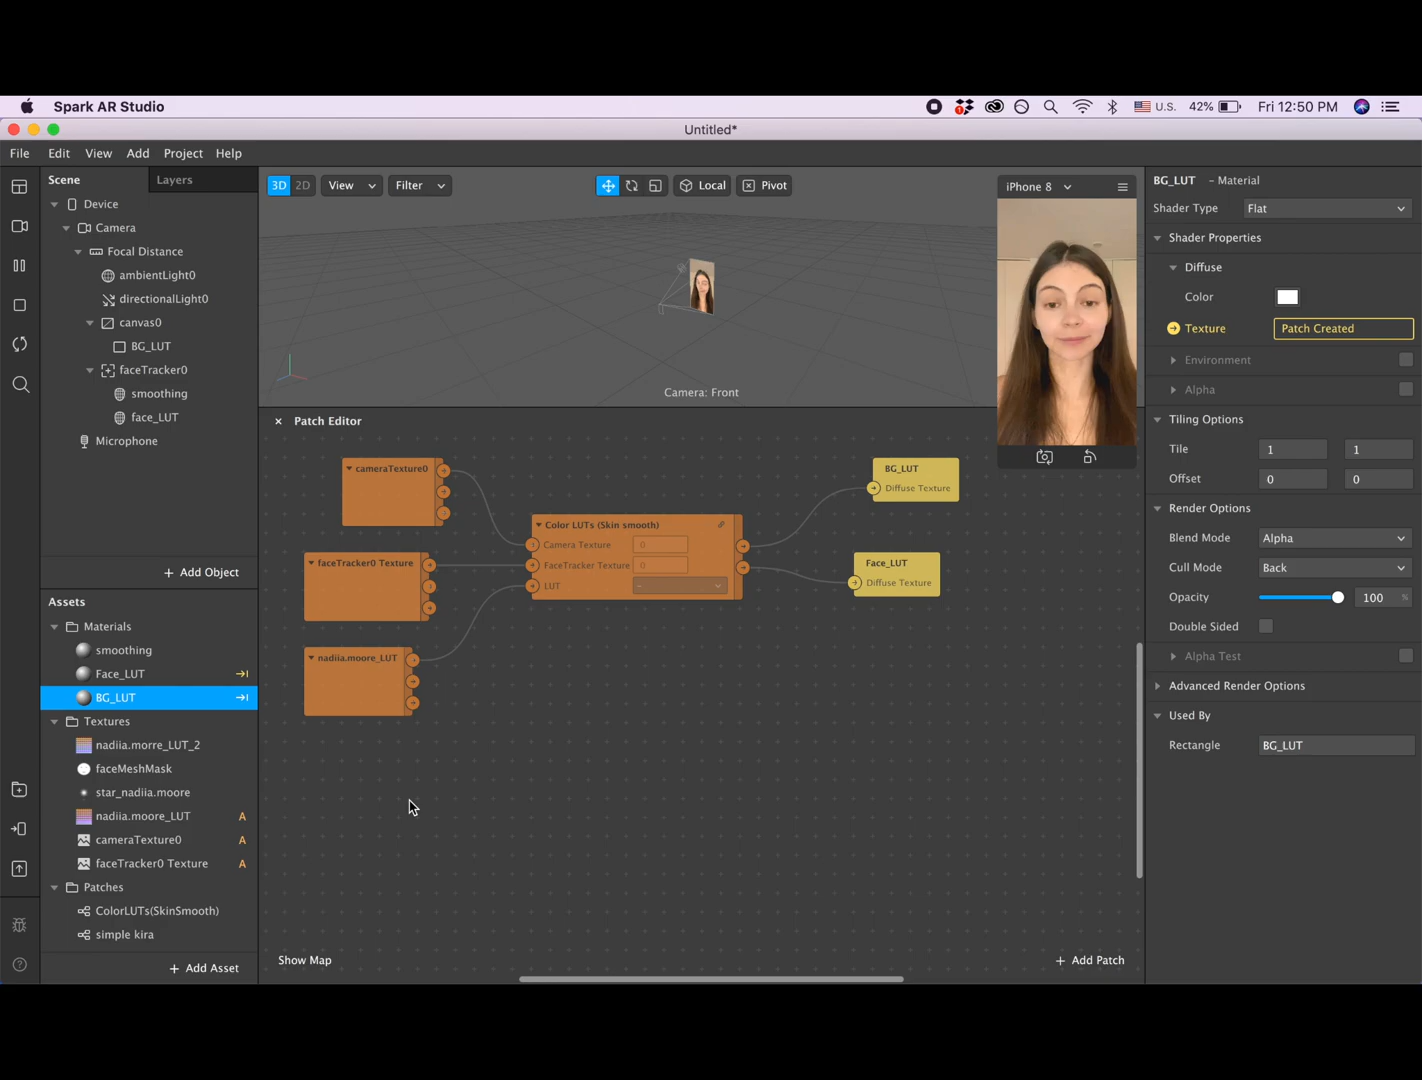 Spark AR Studio
U.S. 42% Fri 12:50 PM
Untitled*
File Edit View Add Project Help
Scene Layers
Device
Camera
Focal Distance
ambientLight0
directionalLight0
canvas0
BG_LUT
faceTracker0
smoothing
face_LUT
Microphone
+ Add Object
Assets
Materials
smoothing
Face_LUT
BG_LUT
Textures
nadiia.morre_LUT_2
faceMeshMask
star_nadiia.moore
nadiia.moore_LUT A
cameraTexture0 A
faceTracker0 Texture A
Patches
ColorLUTs(SkinSmooth)
simple kira
+ Add Asset
3D 2D View Filter Local Pivot
iPhone 8
Camera: Front
× Patch Editor
cameraTexture0
faceTracker0 Texture
nadiia.moore_LUT
Color LUTs (Skin smooth)
Camera Texture 0
FaceTracker Texture 0
LUT -
BG_LUT
Diffuse Texture
Face_LUT
Diffuse Texture
Show Map
+ Add Patch
BG_LUT - Material
Shader Type Flat
Shader Properties
Diffuse
Color
Texture Patch Created
Environment
Alpha
Tiling Options
Tile 1 1
Offset 0 0
Render Options
Blend Mode Alpha
Cull Mode Back
Opacity 100 %
Double Sided
Alpha Test
Advanced Render Options
Used By
Rectangle BG_LUT